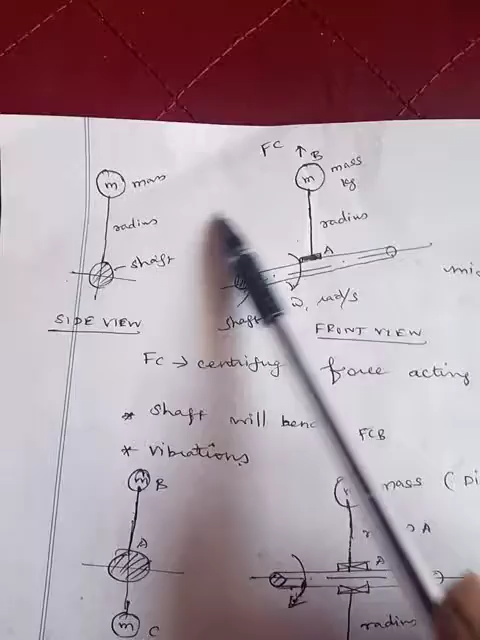 FC ↑ B
m mass
m mass
kg
radius
radius
A
shaft
ω, rad/s
shaft
SIDE VIEW
FRONT VIEW
FC → centrifug force acting
* shaft will
FCB
* vibrations
m B
mass
A
A
A
m C
radius